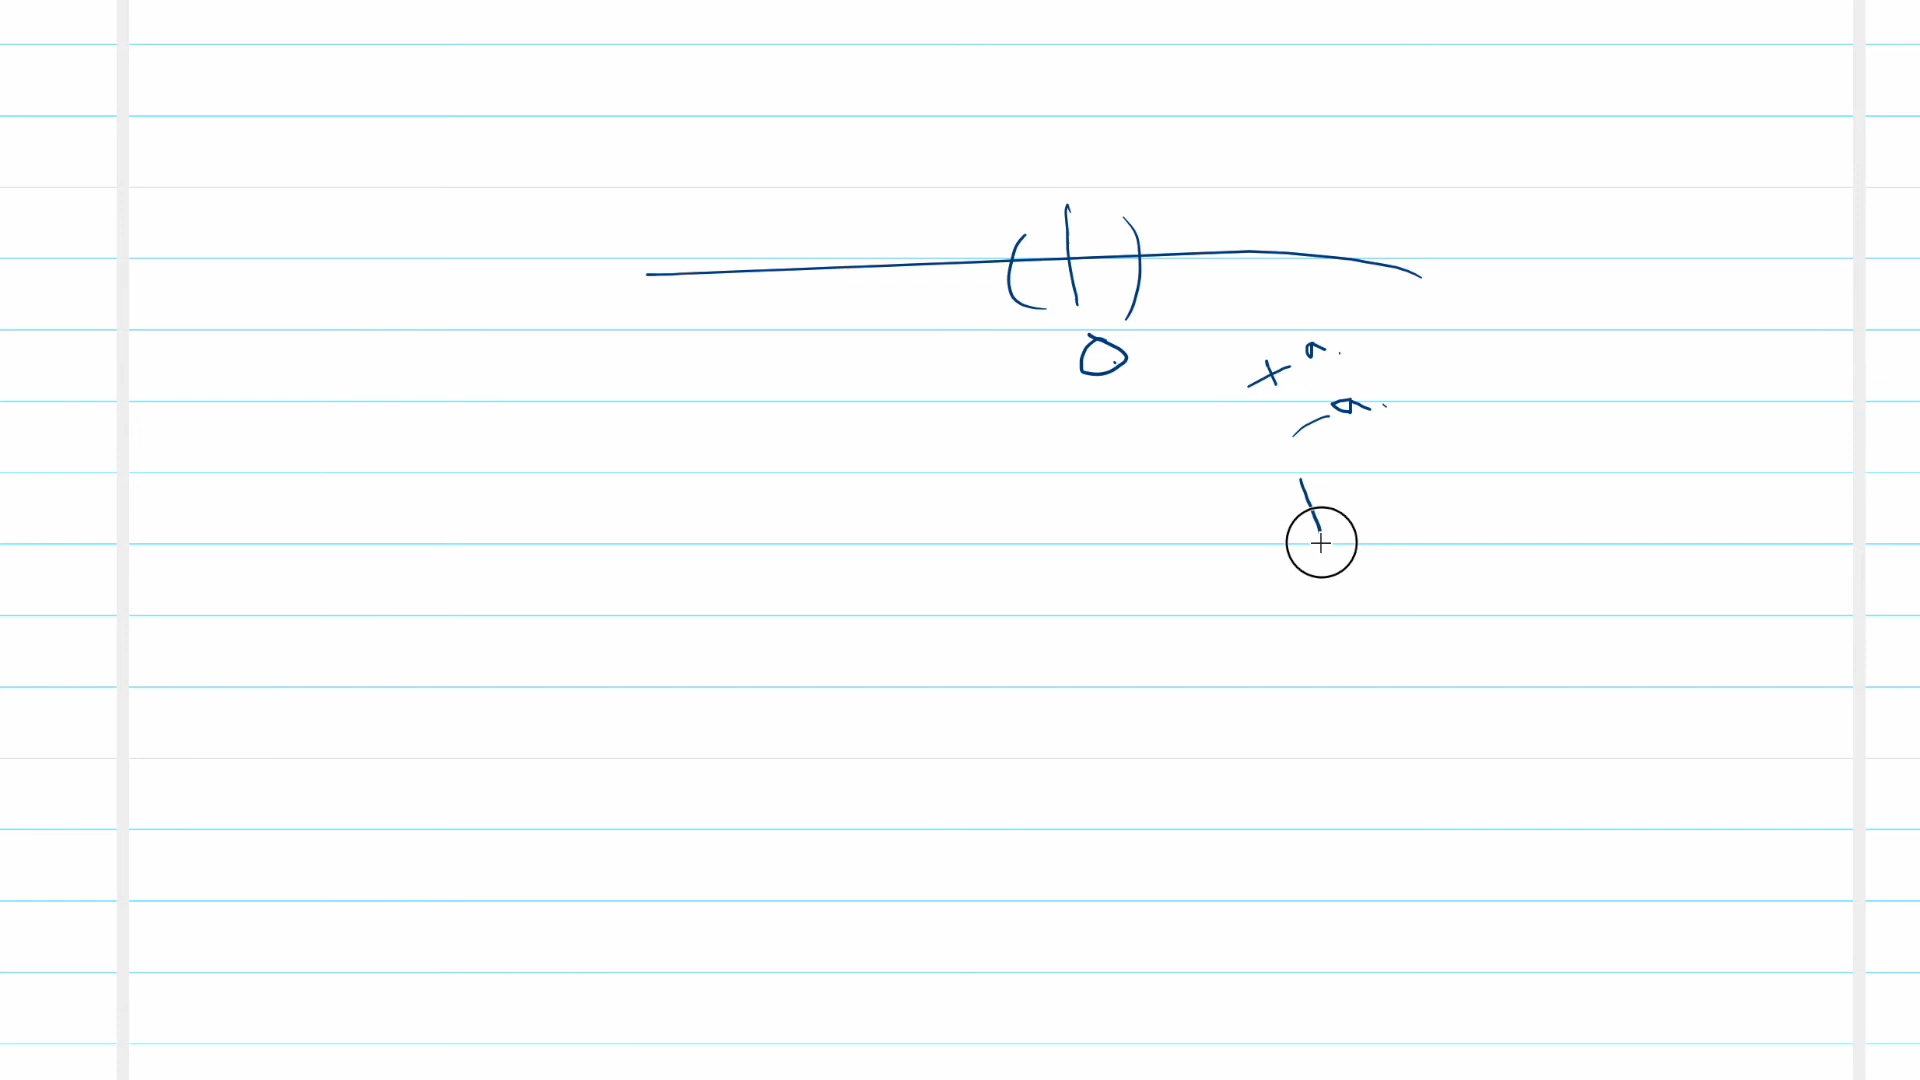 ( | )
0
+ a.
- a.